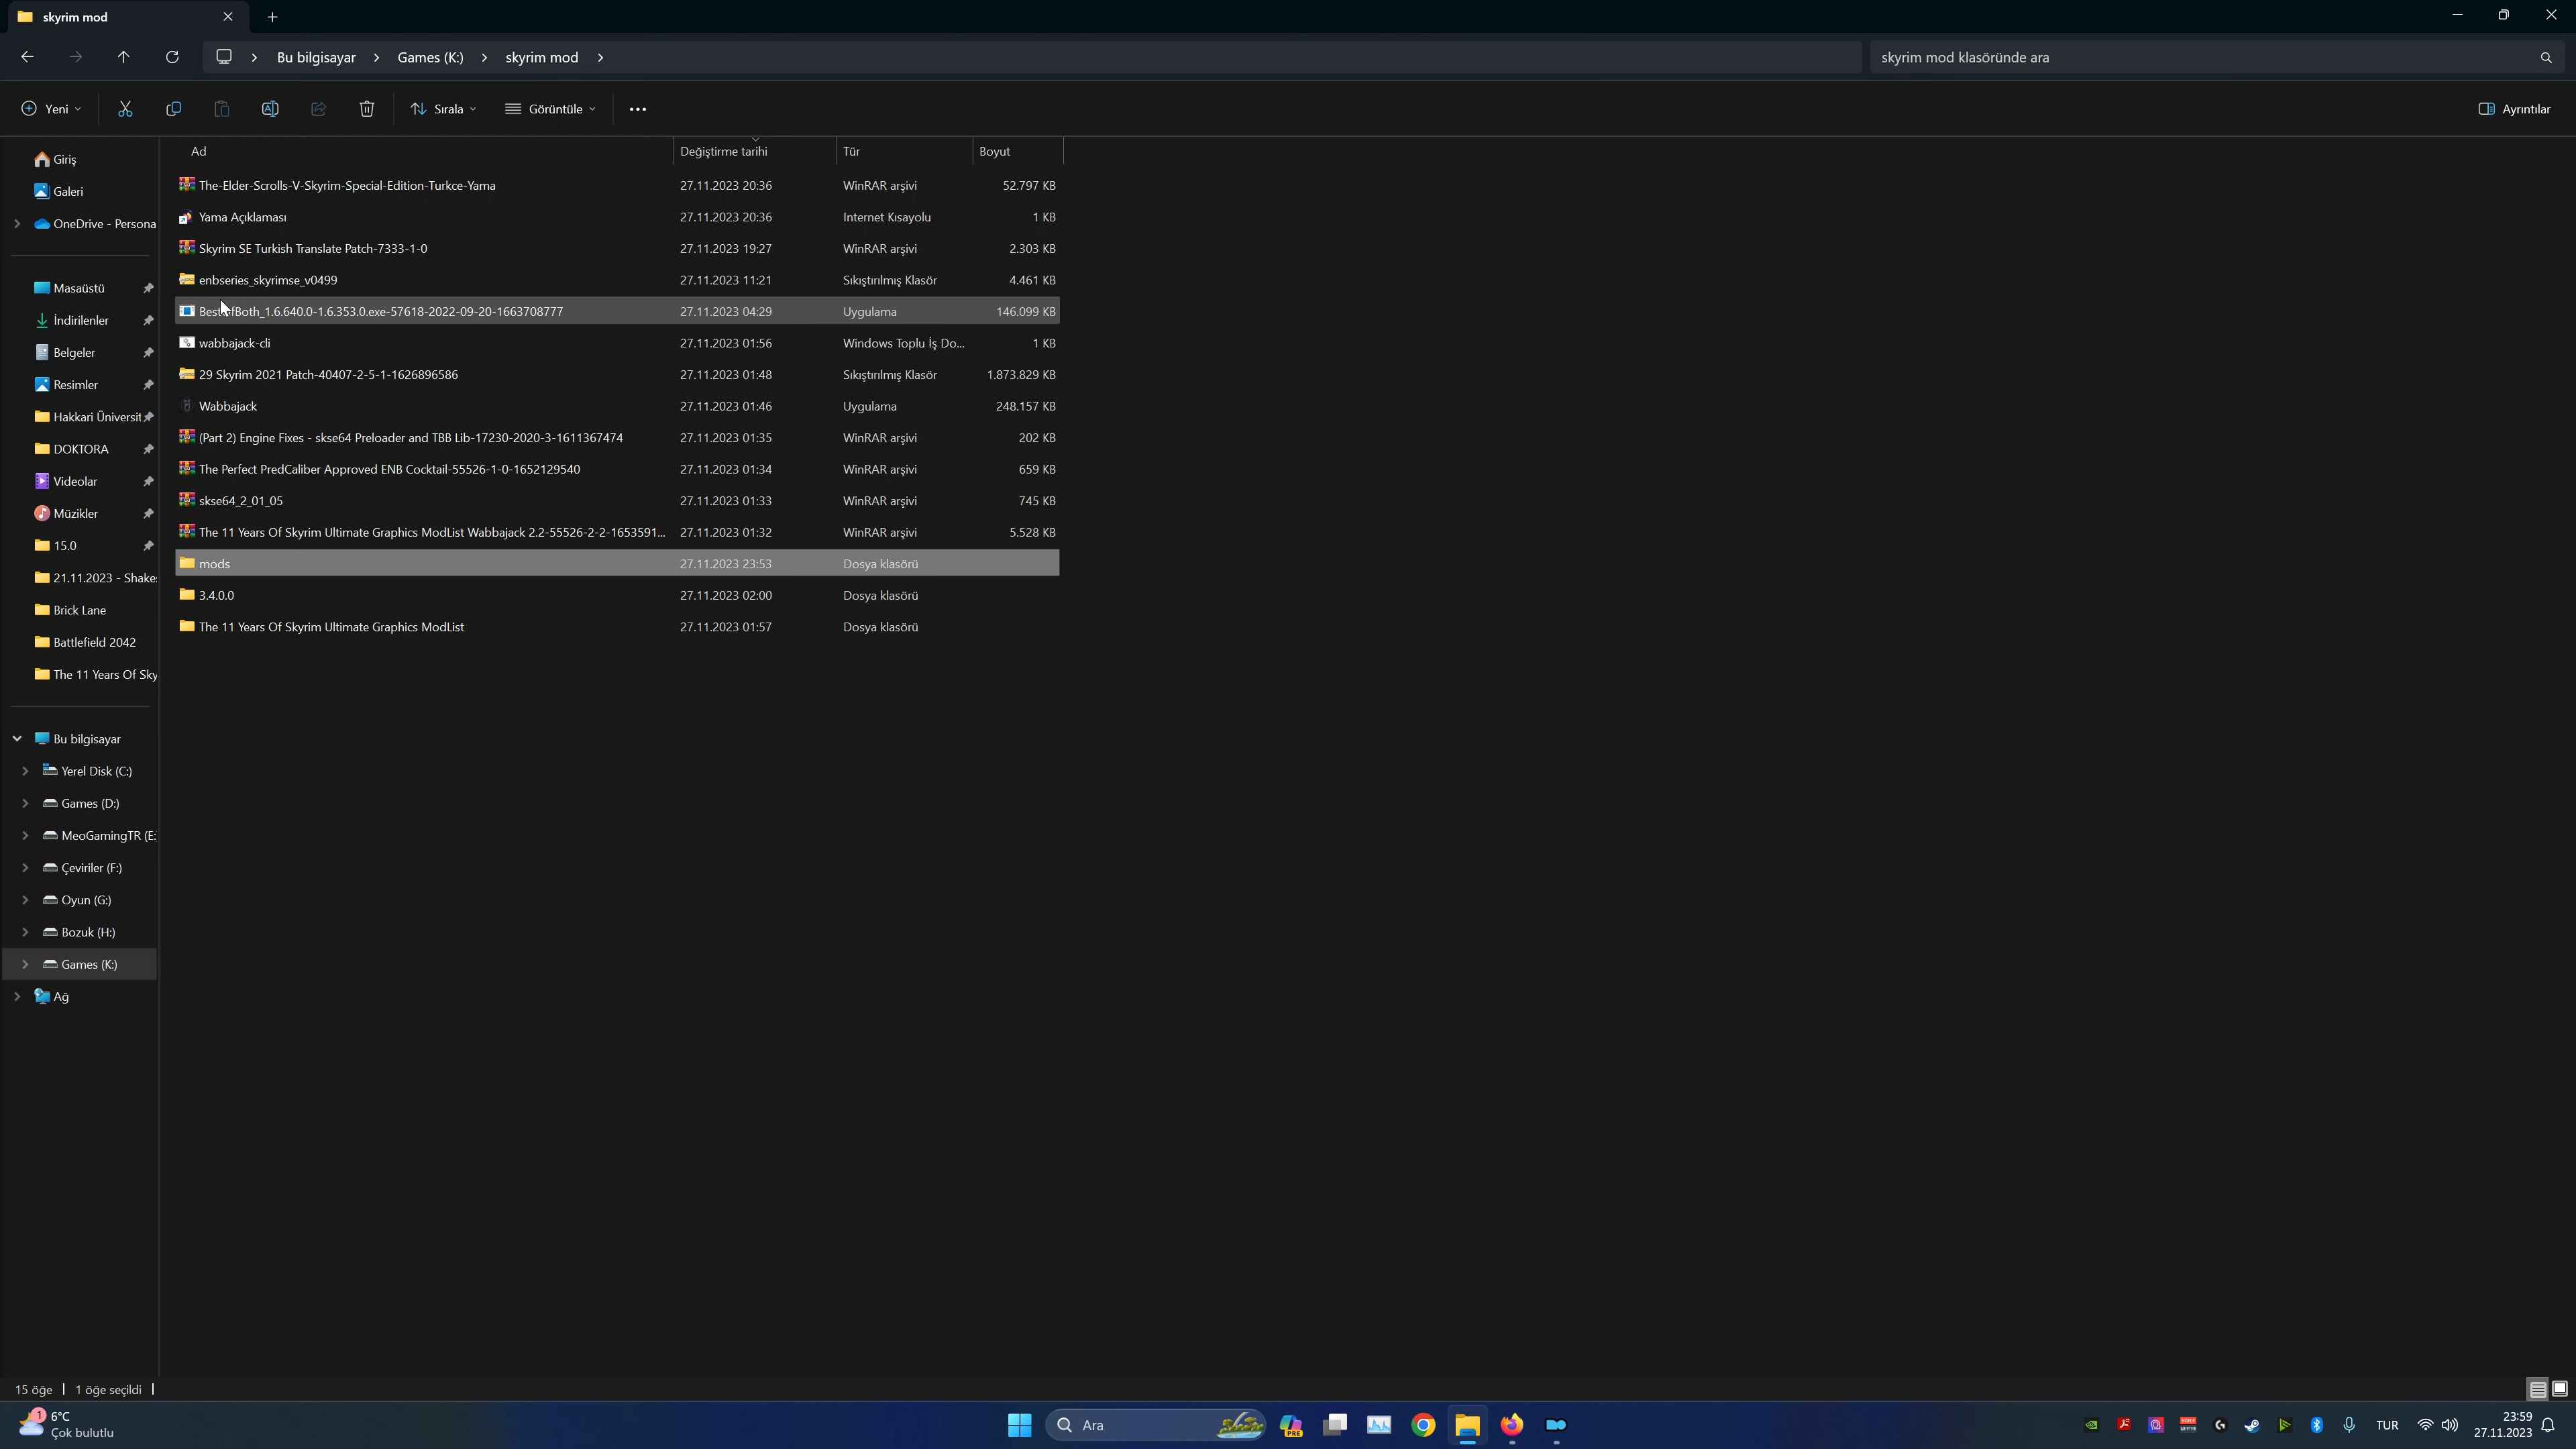 skyrim mod
Bu bilgisayar
Games (K:)
skyrim mod
skyrim mod klasöründe ara
Yeni
Sırala
Görüntüle
Ayrıntılar
Giriş
Galeri
OneDrive - Persona
Masaüstü
İndirilenler
Belgeler
Resimler
Hakkari Üniversit
DOKTORA
Videolar
Müzikler
15.0
21.11.2023 - Shake
Brick Lane
Battlefield 2042
The 11 Years Of Sky
Bu bilgisayar
Yerel Disk (C:)
Games (D:)
MeoGamingTR (E:
Çeviriler (F:)
Oyun (G:)
Bozuk (H:)
Games (K:)
Ağ
Ad Değiştirme tarihi Tür Boyut
The-Elder-Scrolls-V-Skyrim-Special-Edition-Turkce-Yama 27.11.2023 20:36 WinRAR arşivi 52.797 KB
Yama Açıklaması 27.11.2023 20:36 Internet Kısayolu 1 KB
Skyrim SE Turkish Translate Patch-7333-1-0 27.11.2023 19:27 WinRAR arşivi 2.303 KB
enbseries_skyrimse_v0499 27.11.2023 11:21 Sıkıştırılmış Klasör 4.461 KB
BestofBoth_1.6.640.0-1.6.353.0.exe-57618-2022-09-20-1663708777 27.11.2023 04:29 Uygulama 146.099 KB
wabbajack-cli 27.11.2023 01:56 Windows Toplu İş Do... 1 KB
29 Skyrim 2021 Patch-40407-2-5-1-1626896586 27.11.2023 01:48 Sıkıştırılmış Klasör 1.873.829 KB
Wabbajack 27.11.2023 01:46 Uygulama 248.157 KB
(Part 2) Engine Fixes - skse64 Preloader and TBB Lib-17230-2020-3-1611367474 27.11.2023 01:35 WinRAR arşivi 202 KB
The Perfect PredCaliber Approved ENB Cocktail-55526-1-0-1652129540 27.11.2023 01:34 WinRAR arşivi 659 KB
skse64_2_01_05 27.11.2023 01:33 WinRAR arşivi 745 KB
The 11 Years Of Skyrim Ultimate Graphics ModList Wabbajack 2.2-55526-2-2-1653591... 27.11.2023 01:32 WinRAR arşivi 5.528 KB
mods 27.11.2023 23:53 Dosya klasörü
3.4.0.0 27.11.2023 02:00 Dosya klasörü
The 11 Years Of Skyrim Ultimate Graphics ModList 27.11.2023 01:57 Dosya klasörü
15 öğe 1 öğe seçildi
1
6°C
Çok bulutlu
Ara
PRE
TUR
23:59
27.11.2023